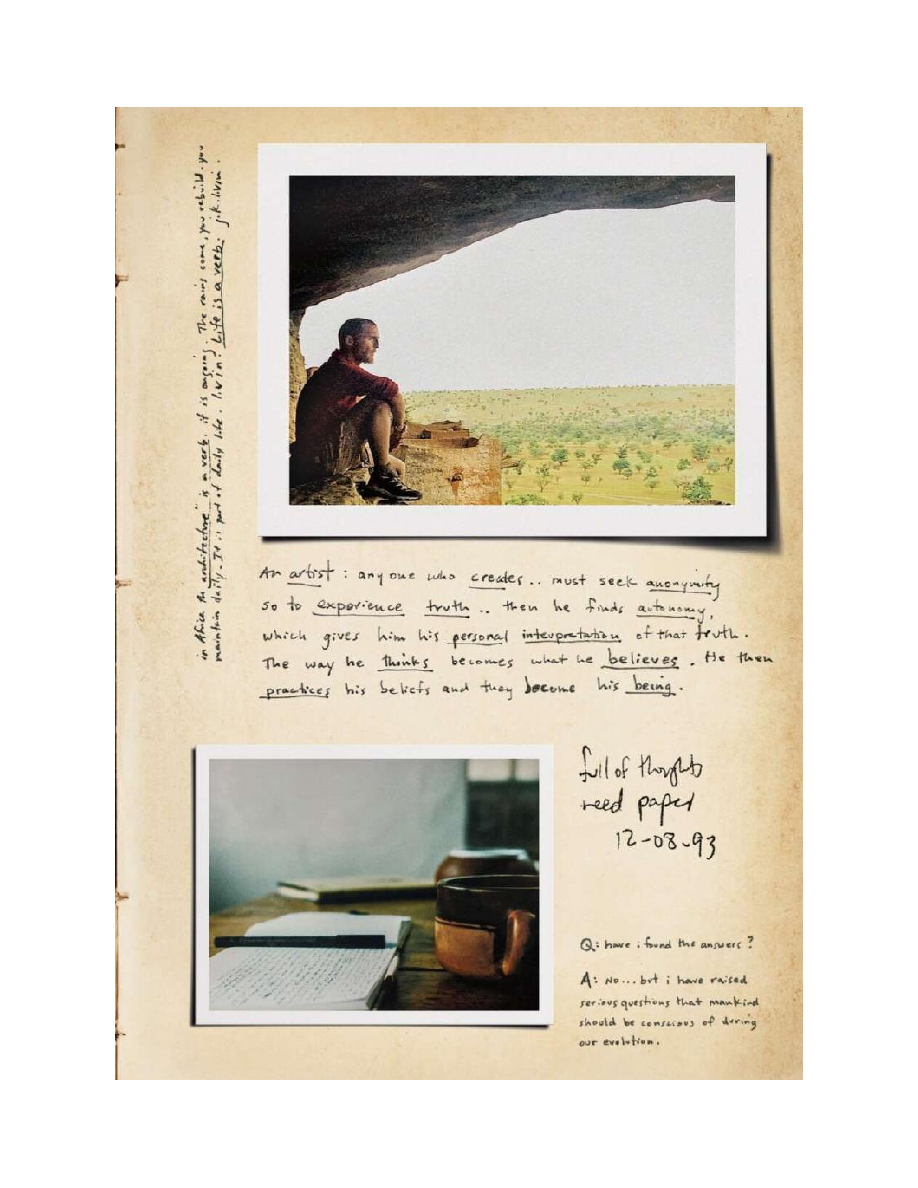 in Africa the "architecture" is a verb. it is ongoing. The rains come, you rebuild. you
maintain daily. It is part of daily life. livin. Life is a verb. j.k. livin.
An artist : anyone who creates.. must seek anonymity
so to experience truth.. then he finds autonomy,
which gives him his personal interpretation of that truth.
The way he thinks becomes what he believes. He then
practices his beliefs and they become his being.
full of thoughts
need paper
12-08-93
Q: have i found the answers?
A: No... but i have raised
serious questions that mankind
should be conscious of during
our evolution.